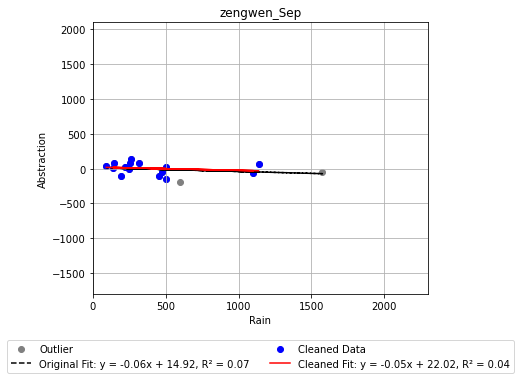 zengwen_Sep
2000
1500
1000
500
0
−500
−1000
−1500
Abstraction
0 500 1000 1500 2000
Rain
Outlier Cleaned Data
Original Fit: y = -0.06x + 14.92, R² = 0.07 Cleaned Fit: y = -0.05x + 22.02, R² = 0.04